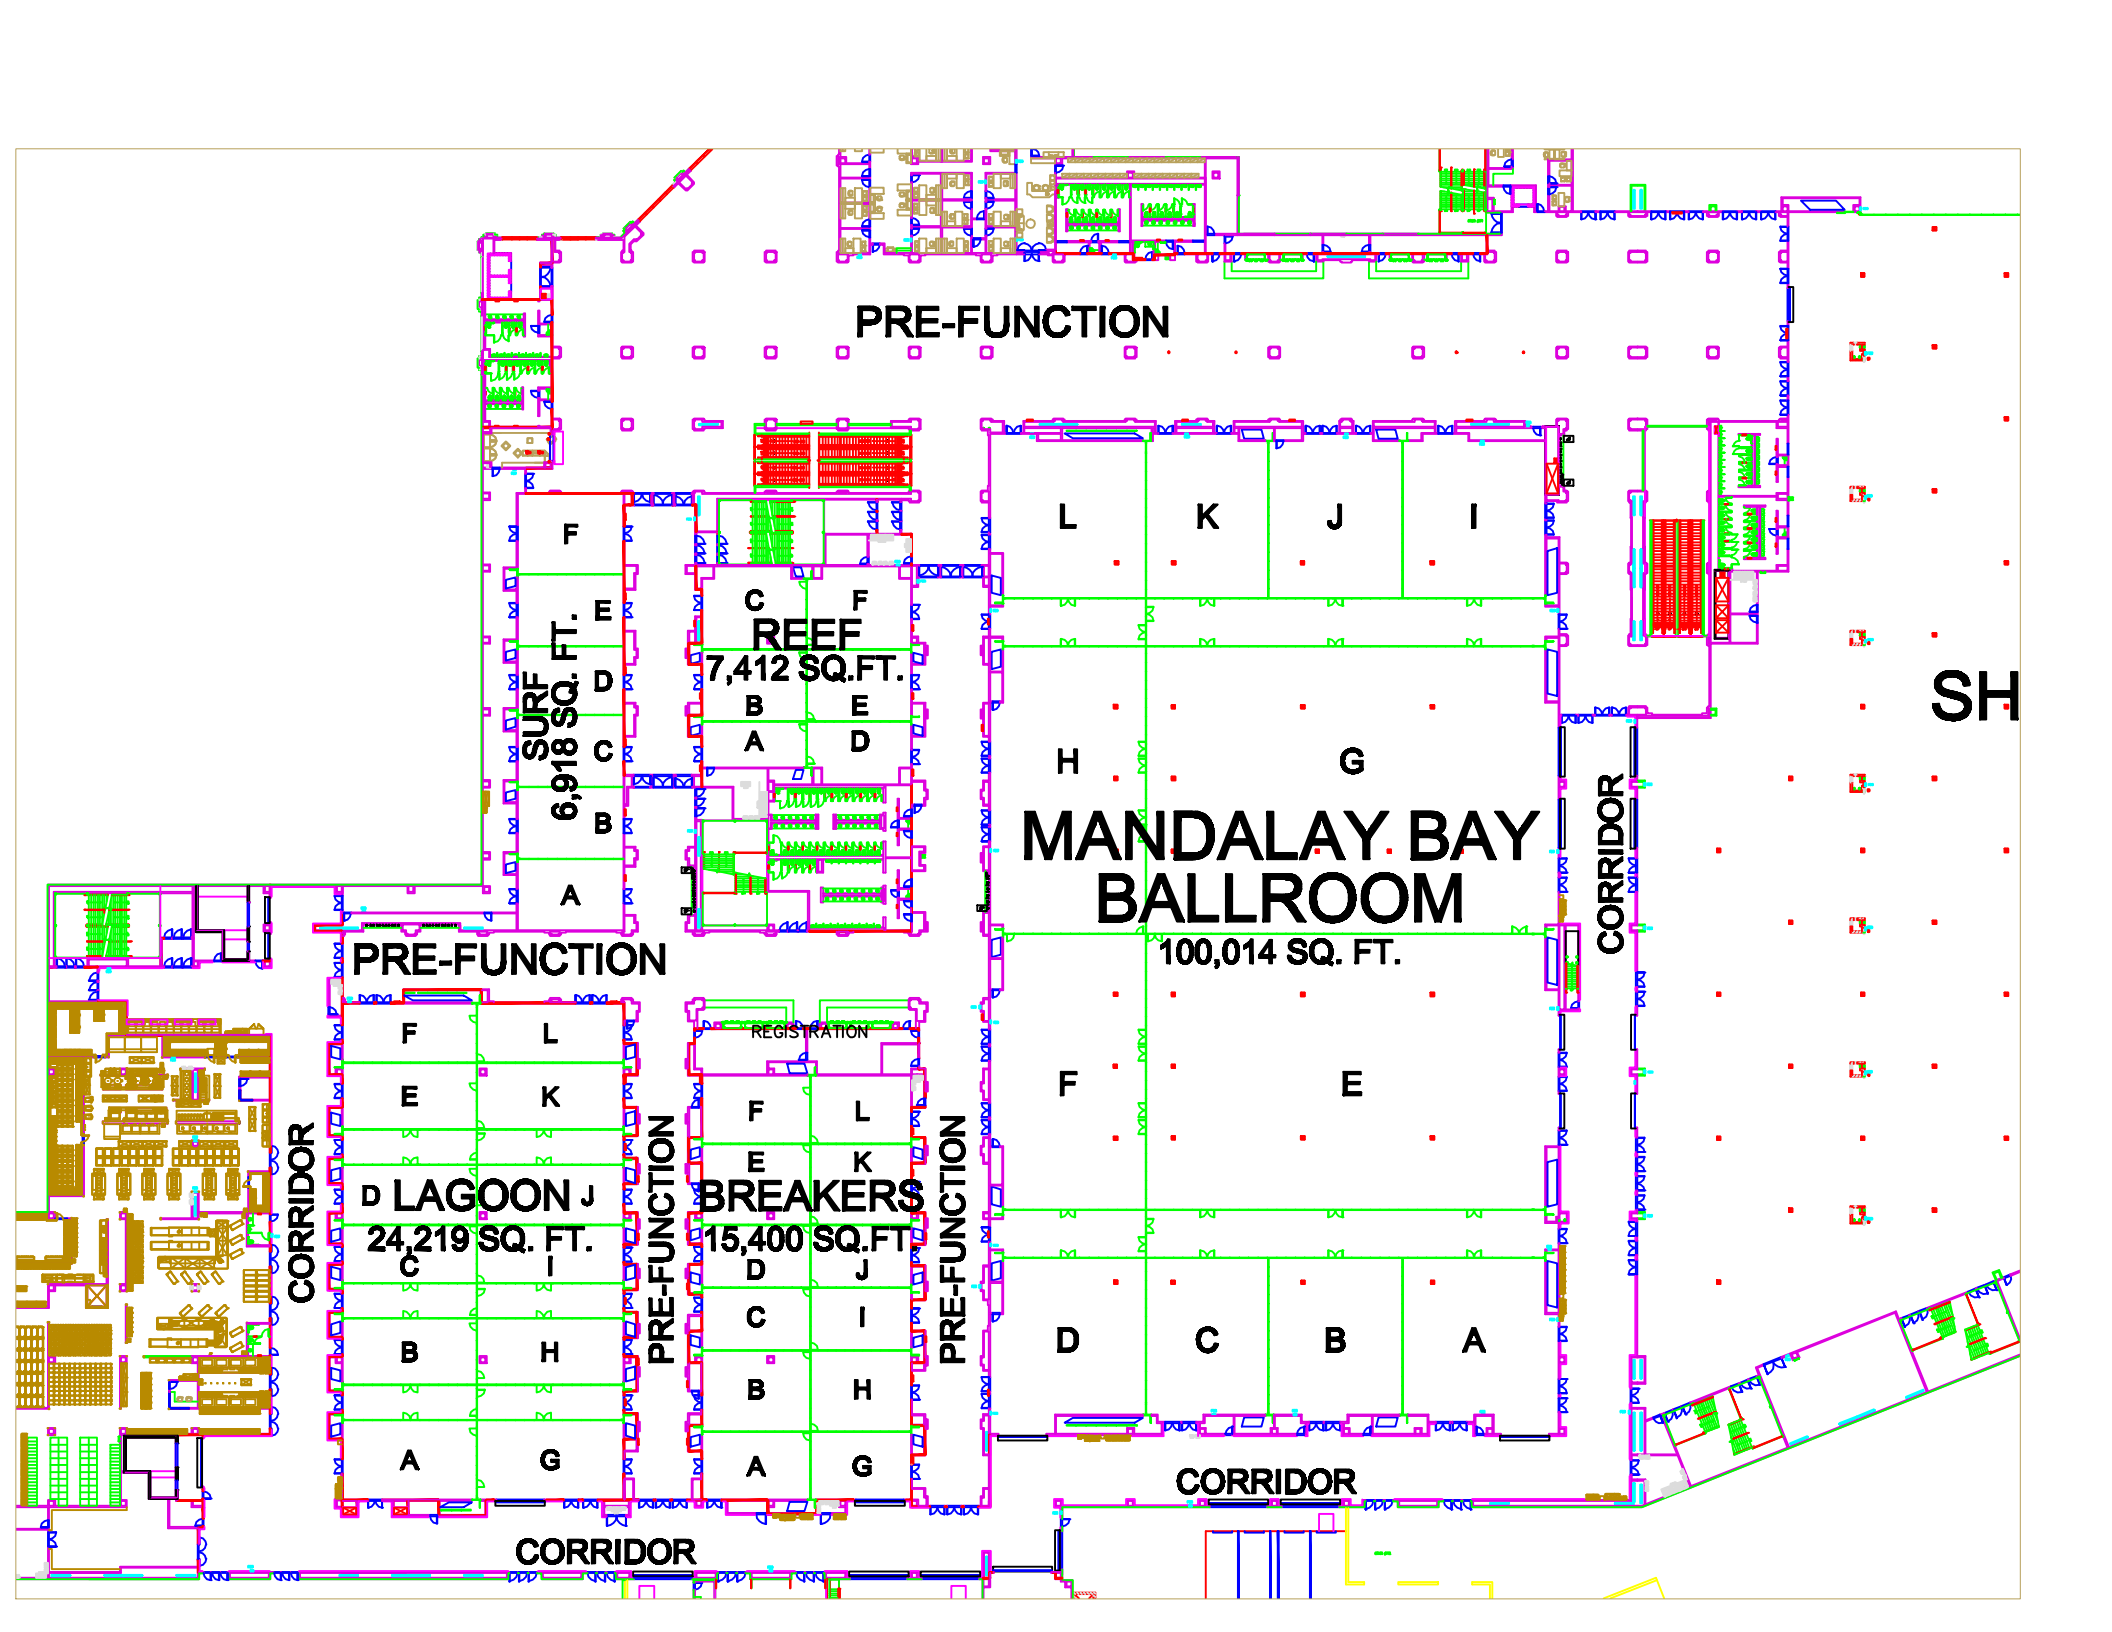 PRE-FUNCTION
L
K
J
I
F
E
D
C
B
A
SURF
6,918 SQ. FT.
C
F
REEF
7,412 SQ.FT.
B
E
A
D
SH
H
G
MANDALAY BAY
BALLROOM
100,014 SQ. FT.
F
E
D
C
B
A
CORRIDOR
PRE-FUNCTION
REGISTRATION
F
L
E
K
D LAGOON J
24,219 SQ. FT.
C
I
B
H
A
G
CORRIDOR
PRE-FUNCTION
F
L
E
K
BREAKERS
15,400 SQ.FT.
D
J
C
I
B
H
A
G
PRE-FUNCTION
CORRIDOR
CORRIDOR